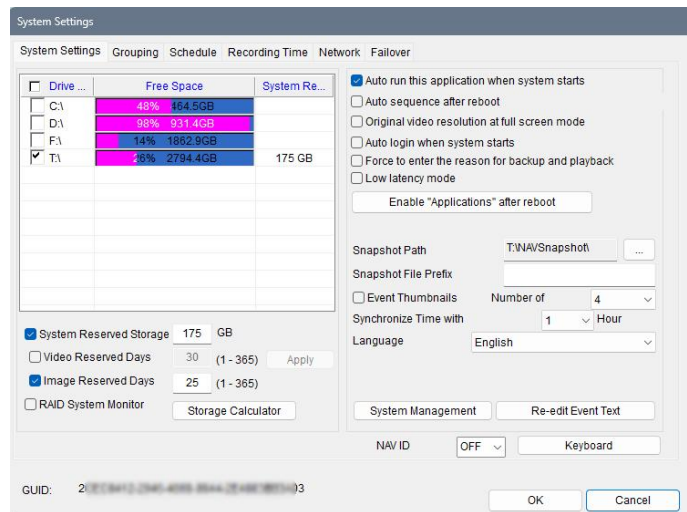 System Settings
System Settings Grouping Schedule Recording Time Network Failover
Drive ... Free Space System Re...
C:\ 48% 464.5GB
D:\ 98% 931.4GB
F:\ 14% 1862.9GB
T:\ 26% 2794.4GB 175 GB
System Reserved Storage 175 GB
Video Reserved Days 30 (1 - 365) Apply
Image Reserved Days 25 (1 - 365)
RAID System Monitor Storage Calculator
Auto run this application when system starts
Auto sequence after reboot
Original video resolution at full screen mode
Auto login when system starts
Force to enter the reason for backup and playback
Low latency mode
Enable "Applications" after reboot
Snapshot Path T:\NAVSnapshot\ ...
Snapshot File Prefix
Event Thumbnails Number of 4
Synchronize Time with 1 Hour
Language English
System Management Re-edit Event Text
NAV ID OFF Keyboard
GUID:
OK Cancel